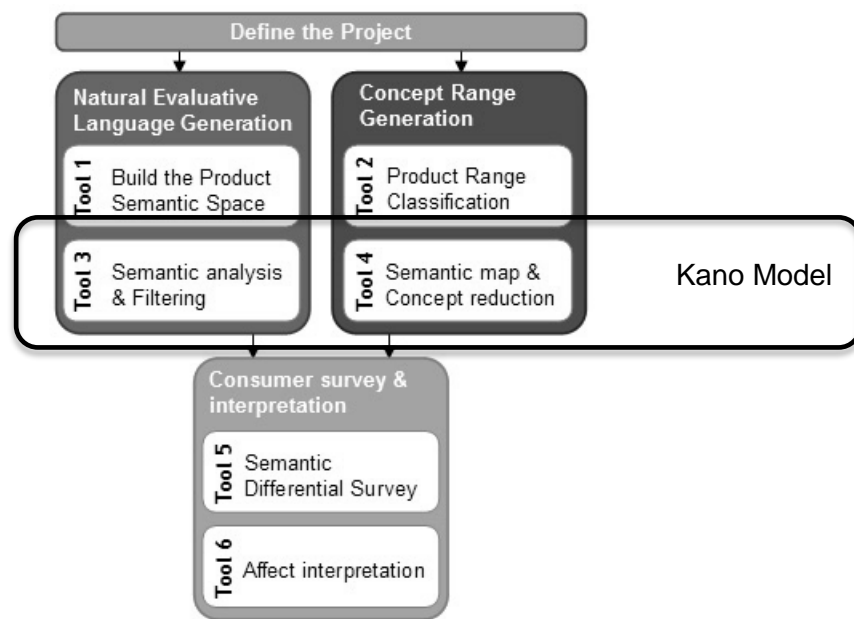 Define the Project
Natural Evaluative
Language Generation
Tool 1
Build the Product
Semantic Space
Tool 3
Semantic analysis
& Filtering
Concept Range
Generation
Tool 2
Product Range
Classification
Tool 4
Semantic map &
Concept reduction
Kano Model
Consumer survey &
interpretation
Tool 5
Semantic
Differential Survey
Tool 6
Affect interpretation